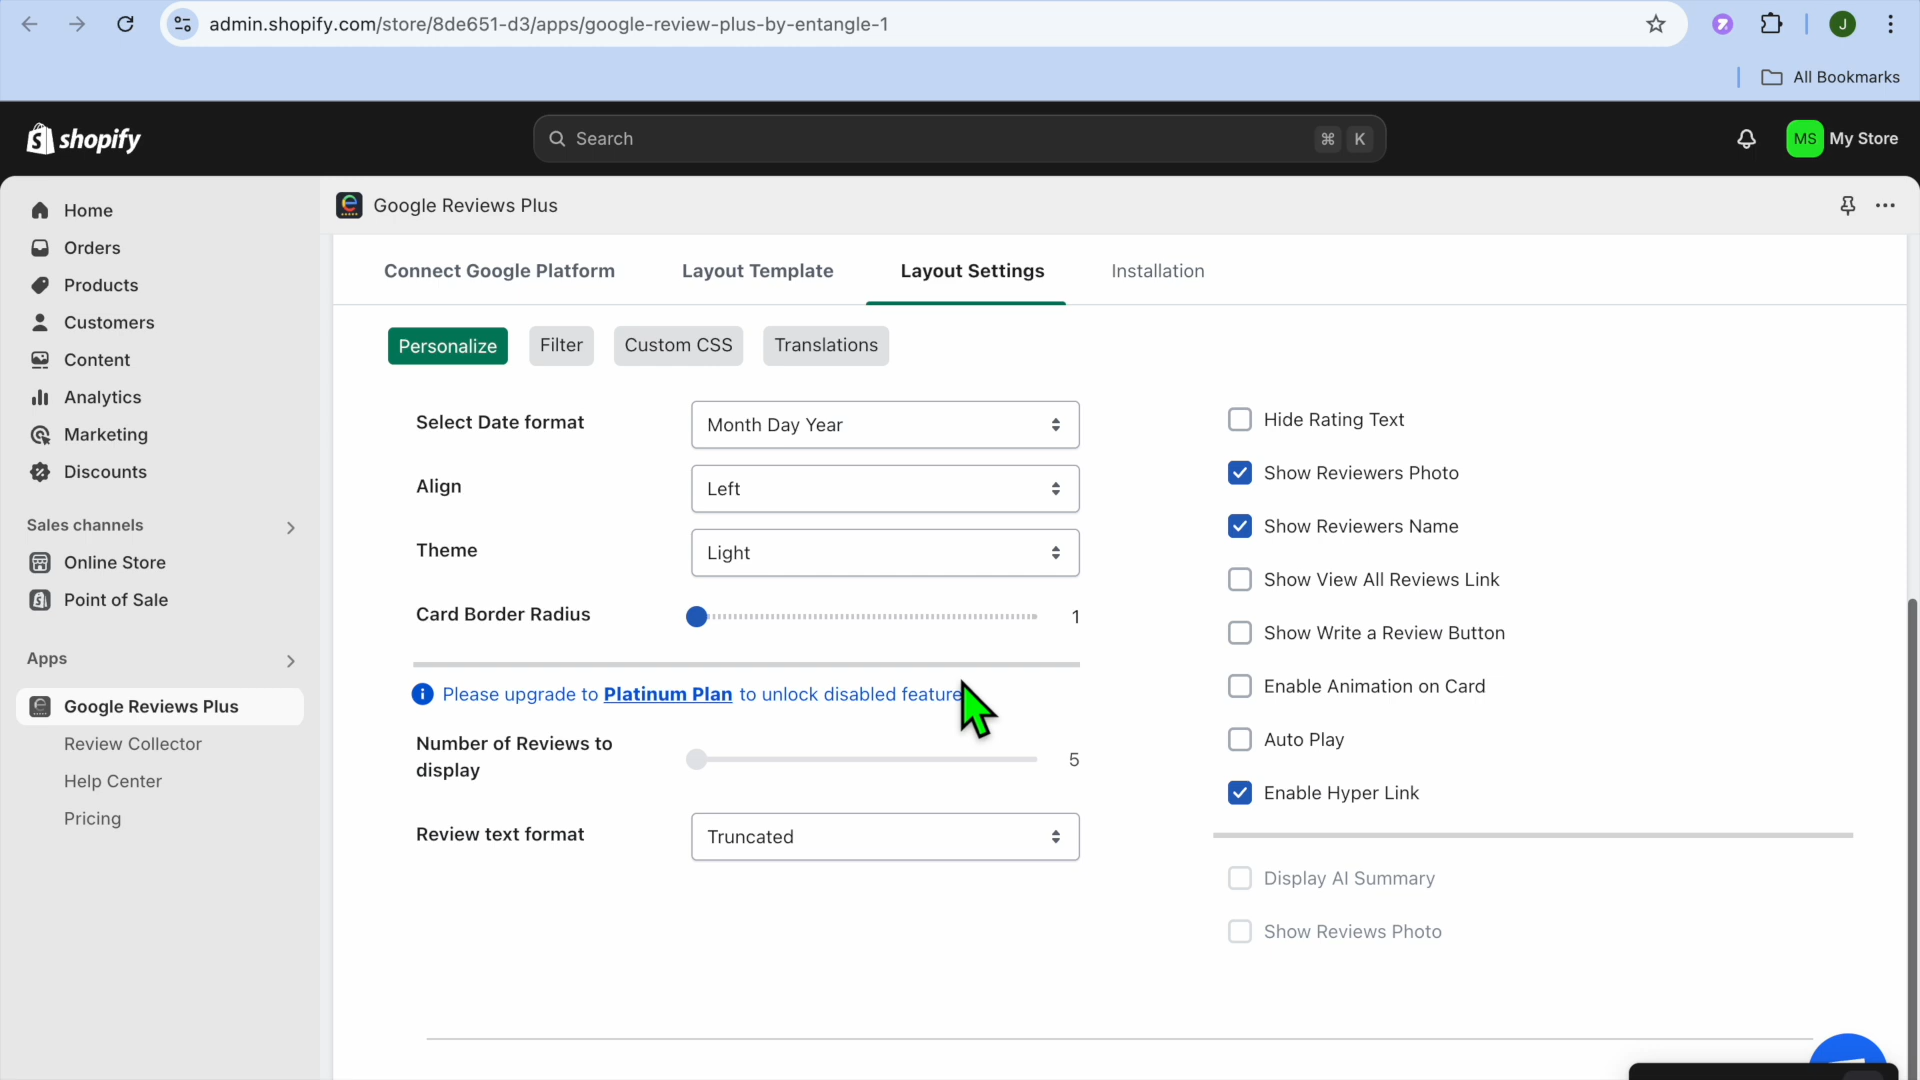 admin.shopify.com/store/8de651-d3/apps/google-review-plus-by-entangle-1
J
All Bookmarks
shopify
Search
⌘ K
MS My Store
Home
Orders
Products
Customers
Content
Analytics
Marketing
Discounts
Sales channels
Online Store
Point of Sale
Apps
Google Reviews Plus
Review Collector
Help Center
Pricing
Google Reviews Plus
Connect Google Platform
Layout Template
Layout Settings
Installation
Personalize
Filter
Custom CSS
Translations
Select Date format
Month Day Year
Align
Left
Theme
Light
Card Border Radius
1
Please upgrade to Platinum Plan to unlock disabled feature
Number of Reviews to
display
5
Review text format
Truncated
Hide Rating Text
Show Reviewers Photo
Show Reviewers Name
Show View All Reviews Link
Show Write a Review Button
Enable Animation on Card
Auto Play
Enable Hyper Link
Display AI Summary
Show Reviews Photo